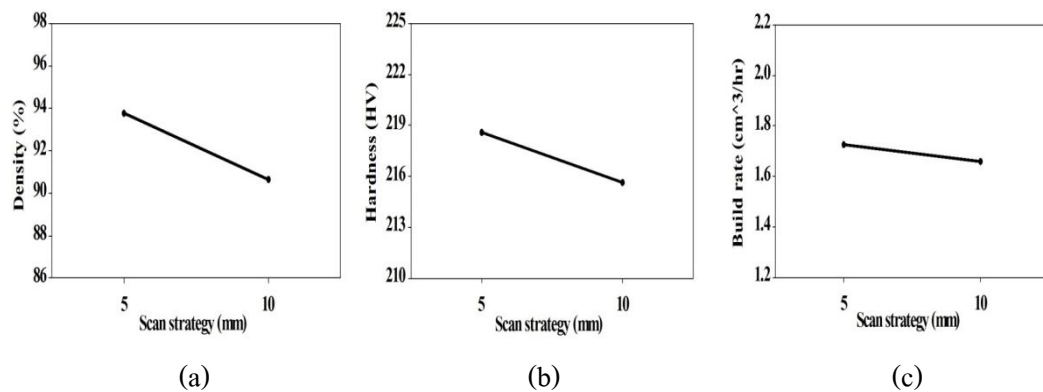 98
96
94
92
90
88
86
Density (%)
5
10
Scan strategy (mm)
(a)
225
222
219
216
213
210
Hardness (HV)
5
10
Scan strategy (mm)
(b)
2.2
2.0
1.8
1.6
1.4
1.2
Build rate (cm^3/hr)
5
10
Scan strategy (mm)
(c)